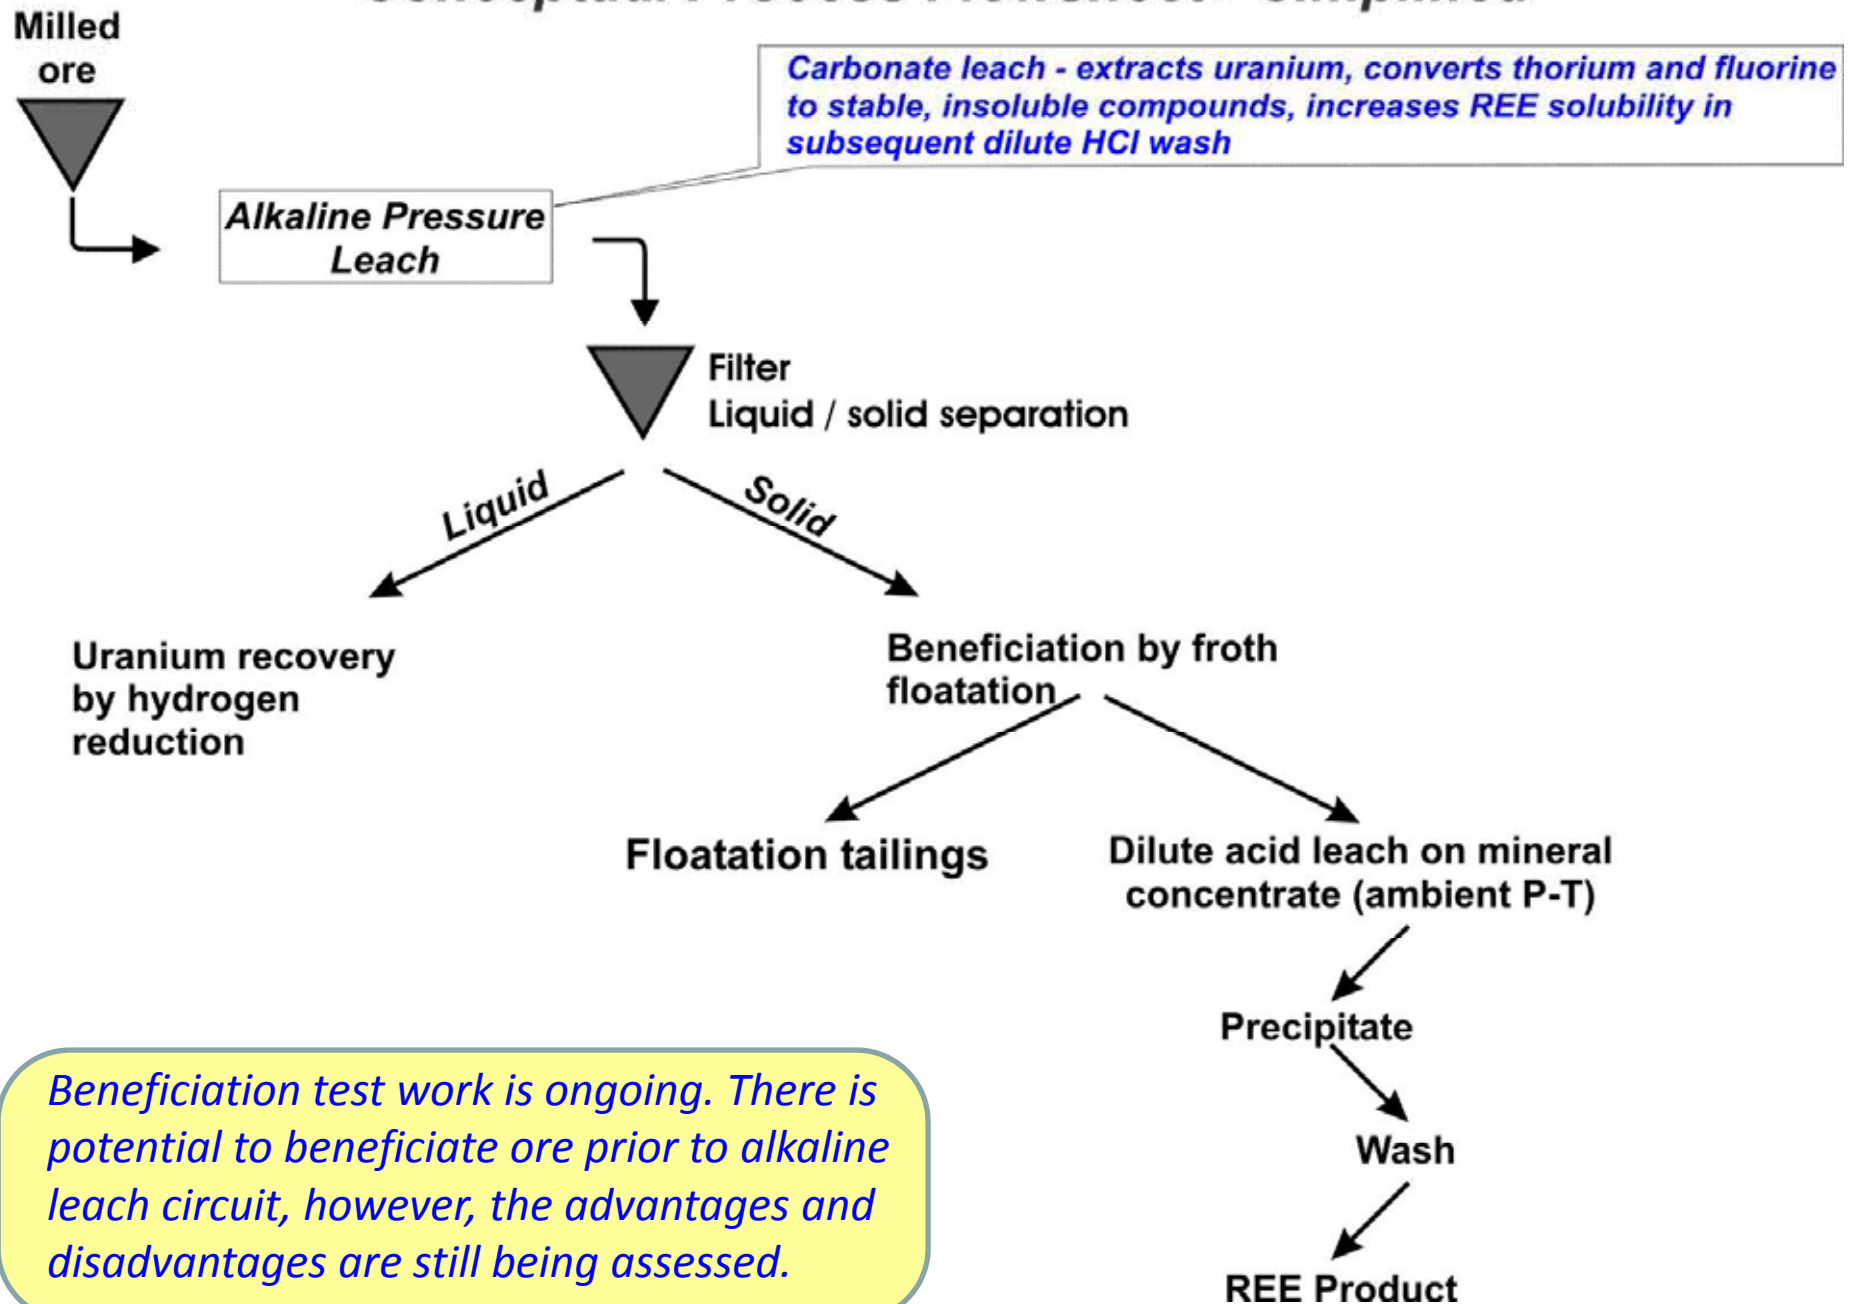 Conceptual Process Flowsheet - Simplified
Milled
ore
Carbonate leach - extracts uranium, converts thorium and fluorine
to stable, insoluble compounds, increases REE solubility in
subsequent dilute HCl wash
Alkaline Pressure
Leach
Filter
Liquid / solid separation
Liquid
Solid
Uranium recovery
by hydrogen
reduction
Beneficiation by froth
floatation
Floatation tailings
Dilute acid leach on mineral
concentrate (ambient P-T)
Precipitate
Wash
REE Product
Beneficiation test work is ongoing. There is
potential to beneficiate ore prior to alkaline
leach circuit, however, the advantages and
disadvantages are still being assessed.